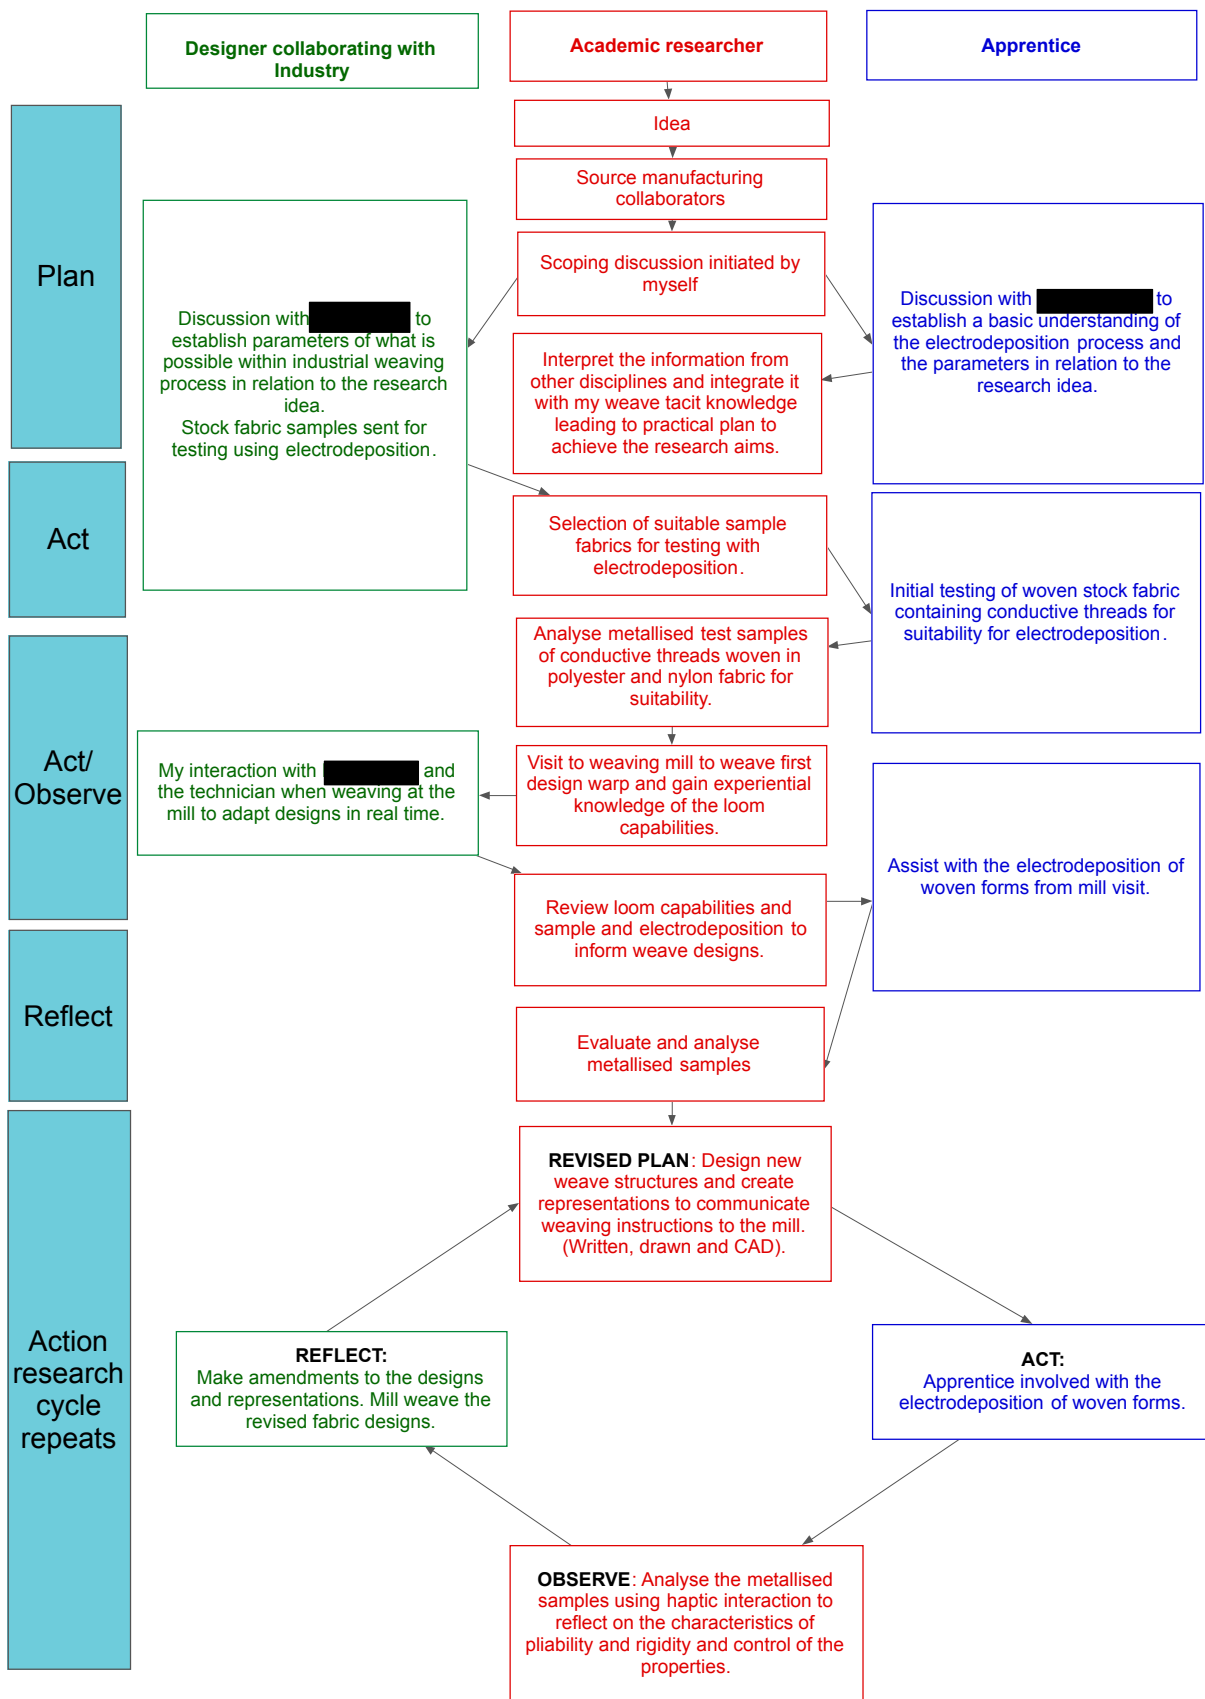 Designer collaborating with
Industry
Academic researcher
Apprentice
Plan
Idea
Source manufacturing
collaborators
Scoping discussion initiated by
myself
Discussion with to
establish parameters of what is
possible within industrial weaving
process in relation to the research
idea.
Stock fabric samples sent for
testing using electrodeposition.
Interpret the information from
other disciplines and integrate it
with my weave tacit knowledge
leading to practical plan to
achieve the research aims.
Discussion with to
establish a basic understanding of
the electrodeposition process and
the parameters in relation to the
research idea.
Act
Selection of suitable sample
fabrics for testing with
electrodeposition.
Initial testing of woven stock fabric
containing conductive threads for
suitability for electrodeposition.
Act/
Observe
Analyse metallised test samples
of conductive threads woven in
polyester and nylon fabric for
suitability.
My interaction with and
the technician when weaving at the
mill to adapt designs in real time.
Visit to weaving mill to weave first
design warp and gain experiential
knowledge of the loom
capabilities.
Review loom capabilities and
sample and electrodeposition to
inform weave designs.
Assist with the electrodeposition of
woven forms from mill visit.
Reflect
Evaluate and analyse
metallised samples
Action
research
cycle
repeats
REVISED PLAN: Design new
weave structures and create
representations to communicate
weaving instructions to the mill.
(Written, drawn and CAD).
REFLECT:
Make amendments to the designs
and representations. Mill weave the
revised fabric designs.
ACT:
Apprentice involved with the
electrodeposition of woven forms.
OBSERVE: Analyse the metallised
samples using haptic interaction to
reflect on the characteristics of
pliability and rigidity and control of the
properties.